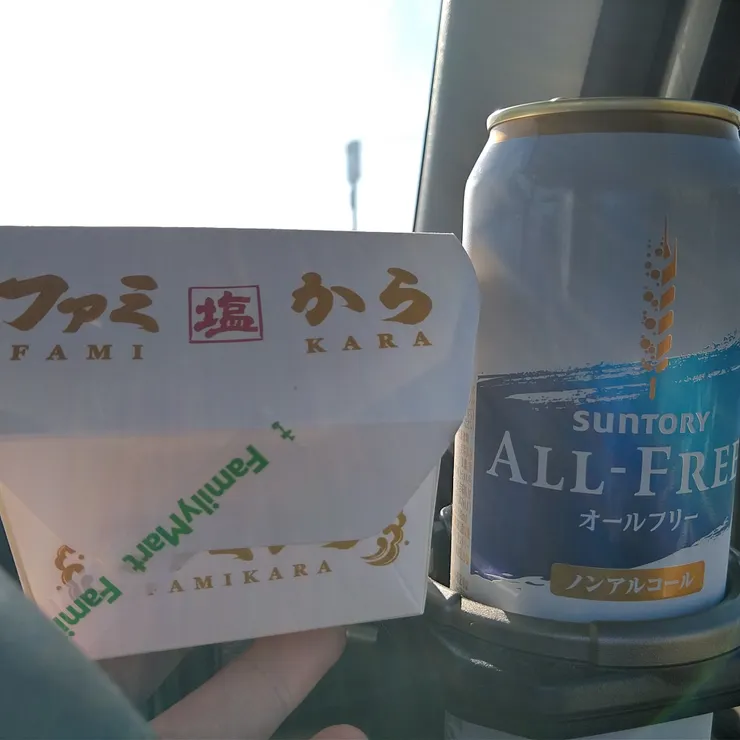 ファミ 塩 から
FAMI KARA
FamilyMart
Fami
FAMIKARA
SUNTORY
ALL-FREE
オールフリー
ノンアルコール